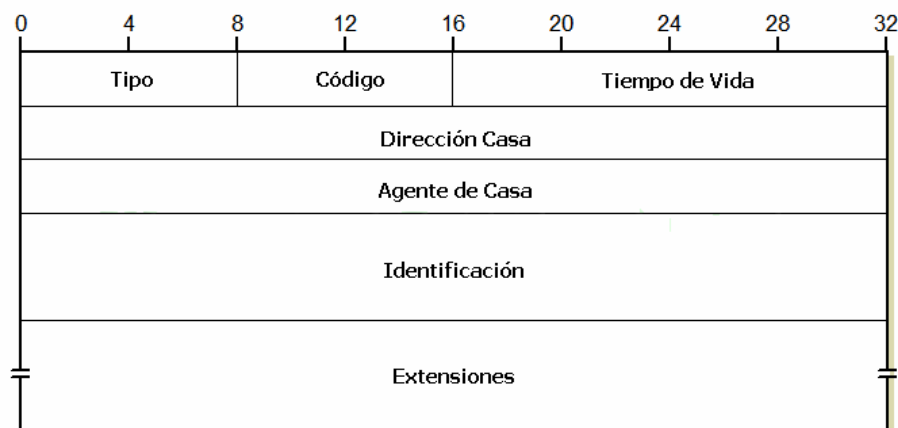 0 4 8 12 16 20 24 28 32
Tipo Código Tiempo de Vida
Dirección Casa
Agente de Casa
Identificación
Extensiones